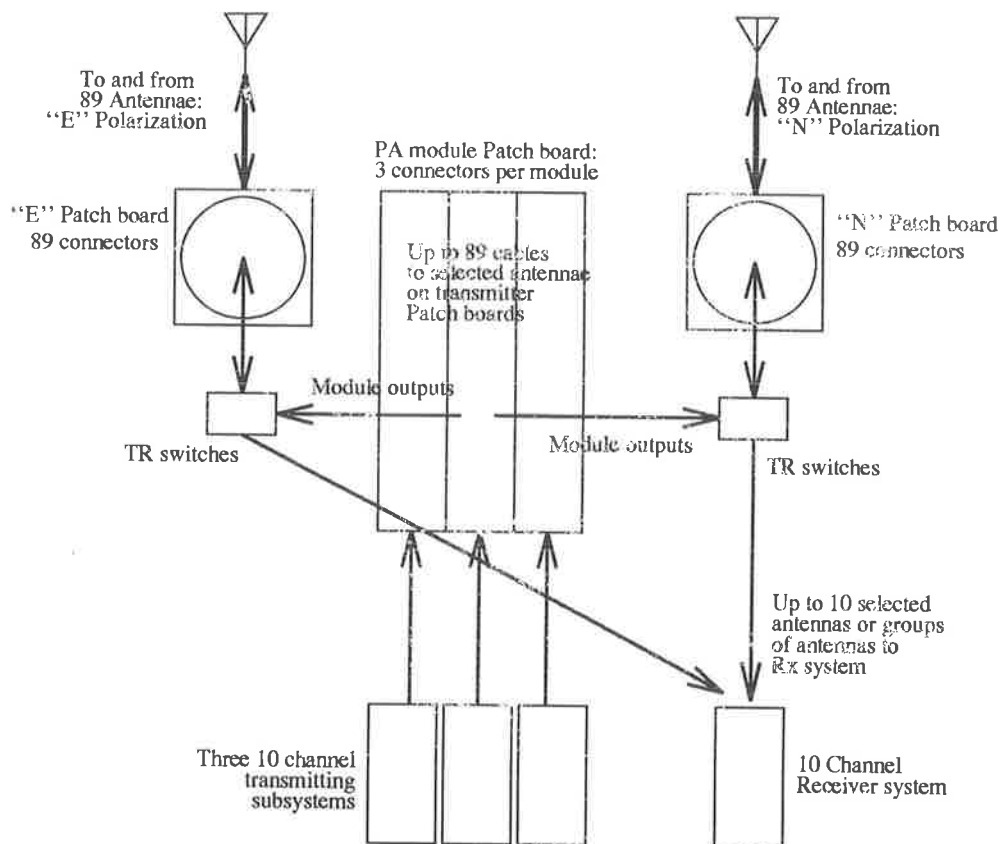 To and from
89 Antennae:
“E” Polarization
To and from
89 Antennae:
“N” Polarization
PA module Patch board:
3 connectors per module
“E” Patch board
89 connectors
“N” Patch board
89 connectors
Up to 89 cables
to selected antennae
on transmitter
Patch boards
Module outputs
Module outputs
TR switches
TR switches
Up to 10 selected
antennas or groups
of antennas to
Rx system
Three 10 channel
transmitting
subsystems
10 Channel
Receiver system